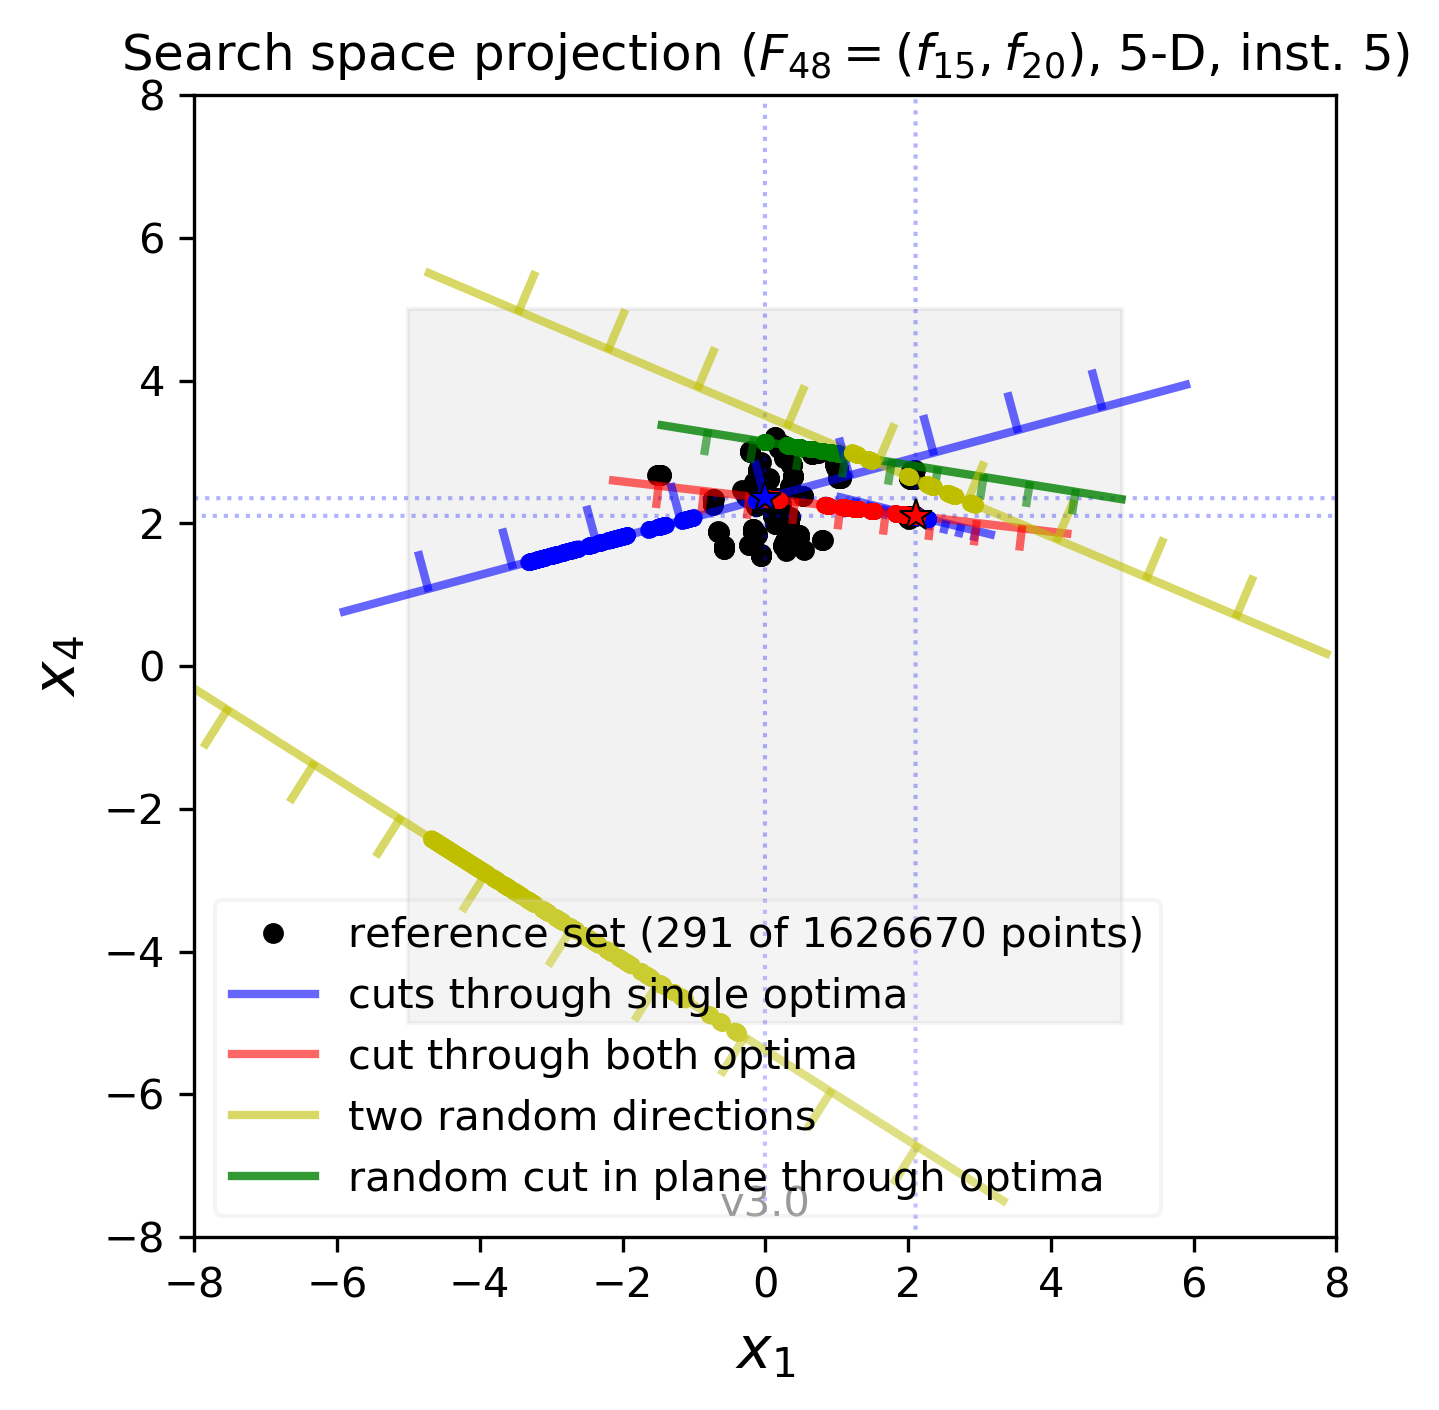 Search space projection (F48 = (f15, f20), 5-D, inst. 5)
8
6
4
2
0
−2
−4
−6
−8
x4
reference set (291 of 1626670 points)
cuts through single optima
cut through both optima
two random directions
random cut in plane through optima
v3.0
−8 −6 −4 −2 0 2 4 6 8
x1